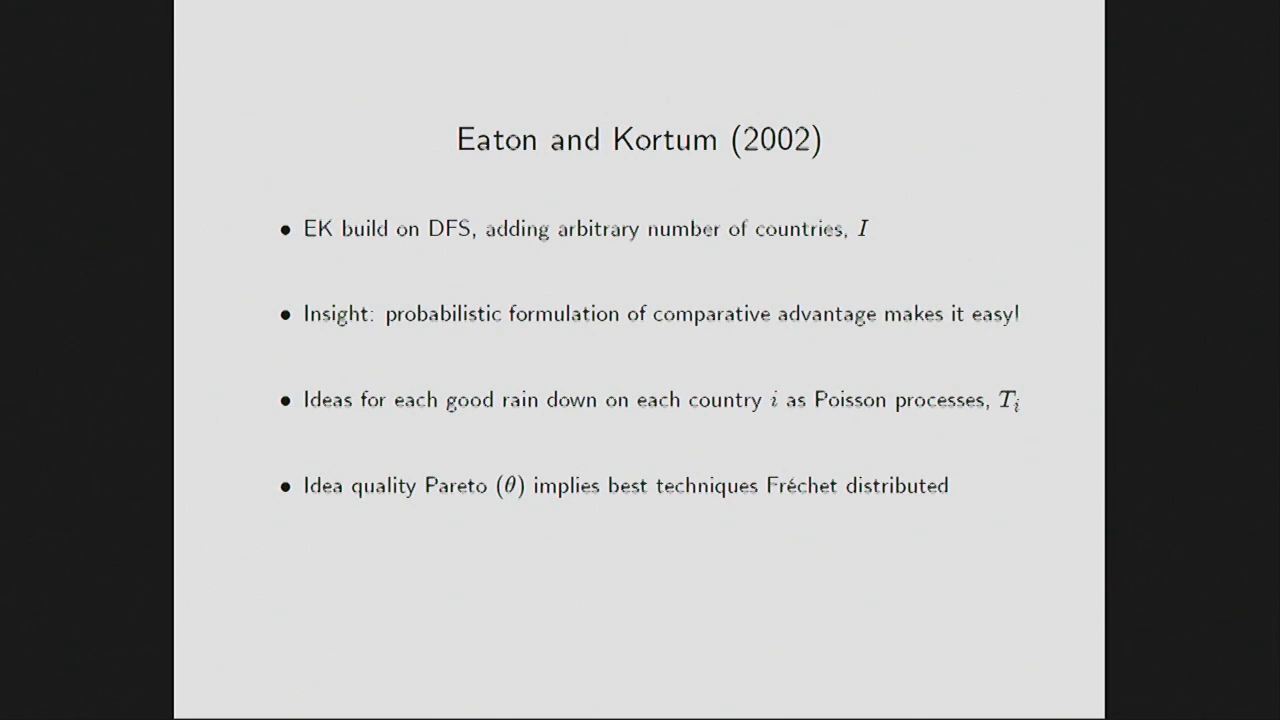 Eaton and Kortum (2002)
• EK build on DFS, adding arbitrary number of countries, I
• Insight: probabilistic formulation of comparative advantage makes it easy!
• Ideas for each good rain down on each country i as Poisson processes, Tᵢ
• Idea quality Pareto (θ) implies best techniques Fréchet distributed